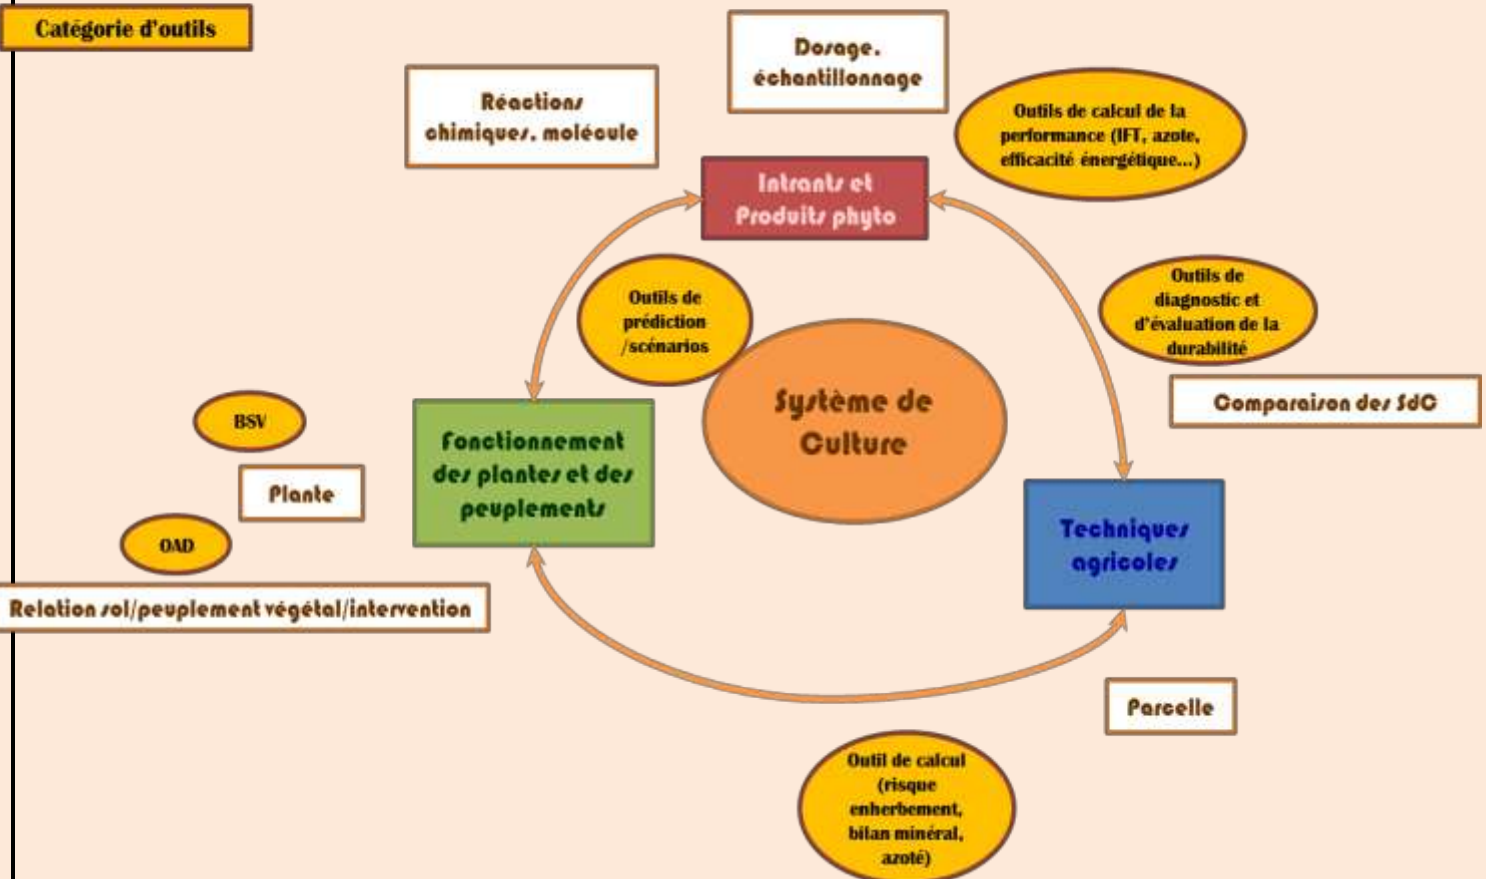 Catégorie d'outils
Dosage,
échantillonnage
Réactions
chimiques, molécule
Outils de calcul de la
performance (IFT, azote,
efficacité énergétique...)
Intrants et
Produits phyto
Outils de
prédiction
/scénarios
Outils de
diagnostic et
d'évaluation de la
durabilité
Système de
Culture
Comparaison des SdC
BSV
Fonctionnement
des plantes et des
peuplements
Plante
OAD
Techniques
agricoles
Relation sol/peuplement végétal/intervention
Parcelle
Outil de calcul
(risque
enherbement,
bilan minéral,
azoté)